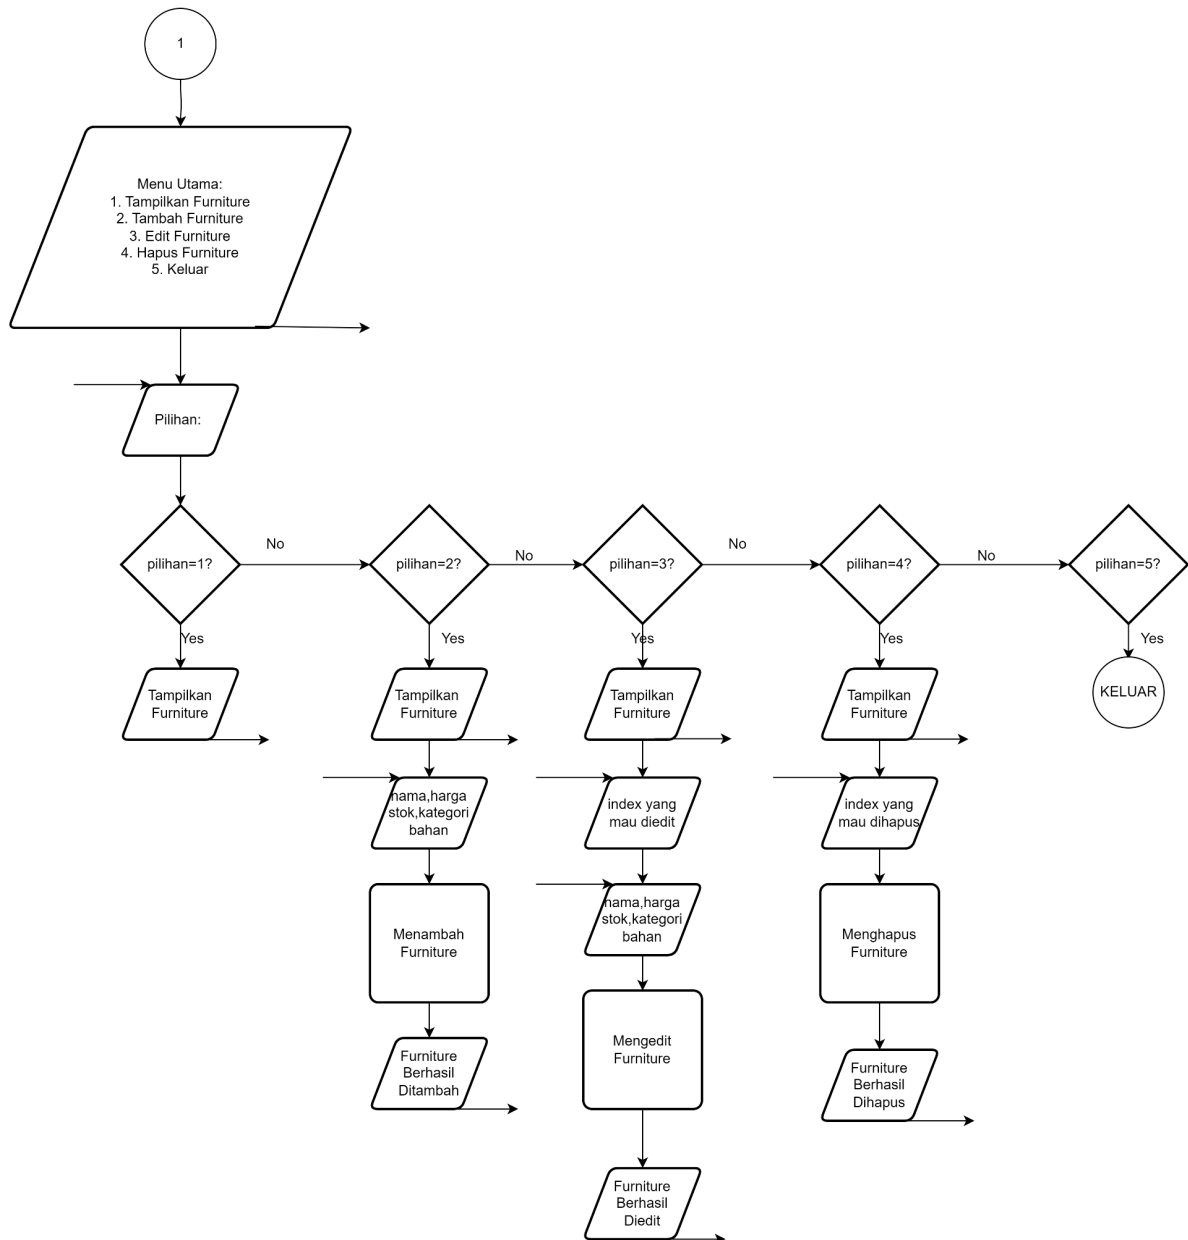 1
Menu Utama:
1. Tampilkan Furniture
2. Tambah Furniture
3. Edit Furniture
4. Hapus Furniture
5. Keluar
Pilihan:
pilihan=1?
No
pilihan=2?
No
pilihan=3?
No
pilihan=4?
No
pilihan=5?
Yes
Yes
Yes
Yes
Yes
Tampilkan
Furniture
Tampilkan
Furniture
Tampilkan
Furniture
Tampilkan
Furniture
KELUAR
nama,harga
stok,kategori
bahan
index yang
mau diedit
index yang
mau dihapus
Menambah
Furniture
nama,harga
stok,kategori
bahan
Menghapus
Furniture
Mengedit
Furniture
Furniture
Berhasil
Ditambah
Furniture
Berhasil
Dihapus
Furniture
Berhasil
Diedit